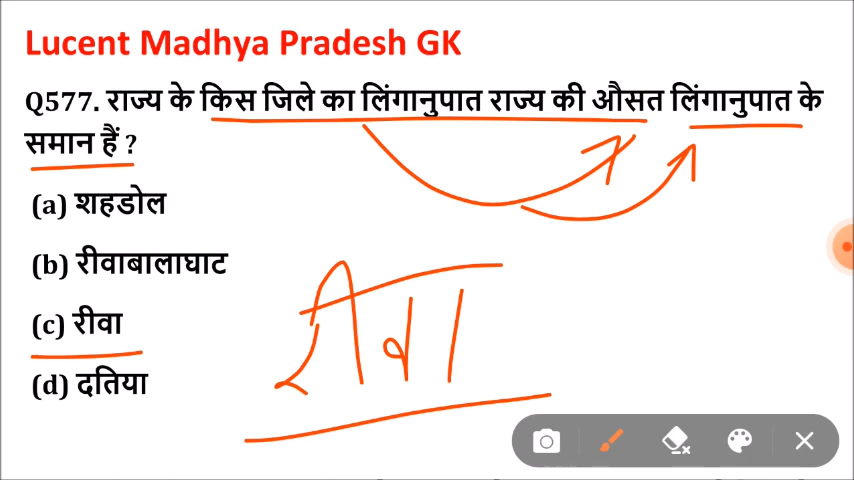 Lucent Madhya Pradesh GK
Q577. राज्य के किस जिले का लिंगानुपात राज्य की औसत लिंगानुपात के
समान हैं ?
(a) शहडोल
(b) रीवाबालाघाट
(c) रीवा
(d) दतिया
रीवा